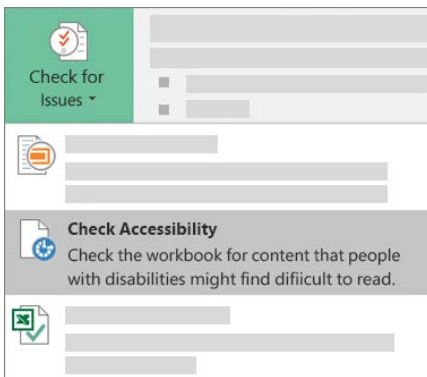 Check for
Issues
Check Accessibility
Check the workbook for content that people
with disabilities might find difiicult to read.